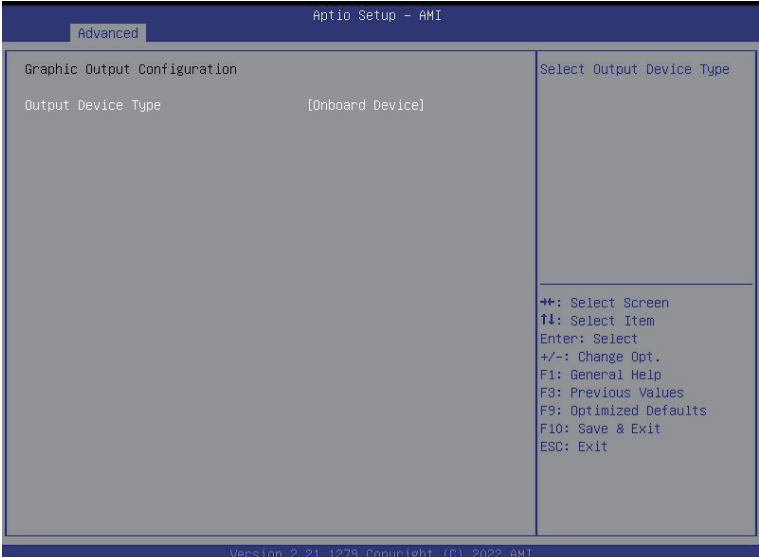 Aptio Setup - AMI
Advanced
Graphic Output Configuration
Output Device Type [Onboard Device]
Select Output Device Type
→←: Select Screen
↑↓: Select Item
Enter: Select
+/-: Change Opt.
F1: General Help
F3: Previous Values
F9: Optimized Defaults
F10: Save & Exit
ESC: Exit
Version 2.21.1279 Copyright (C) 2022 AMI